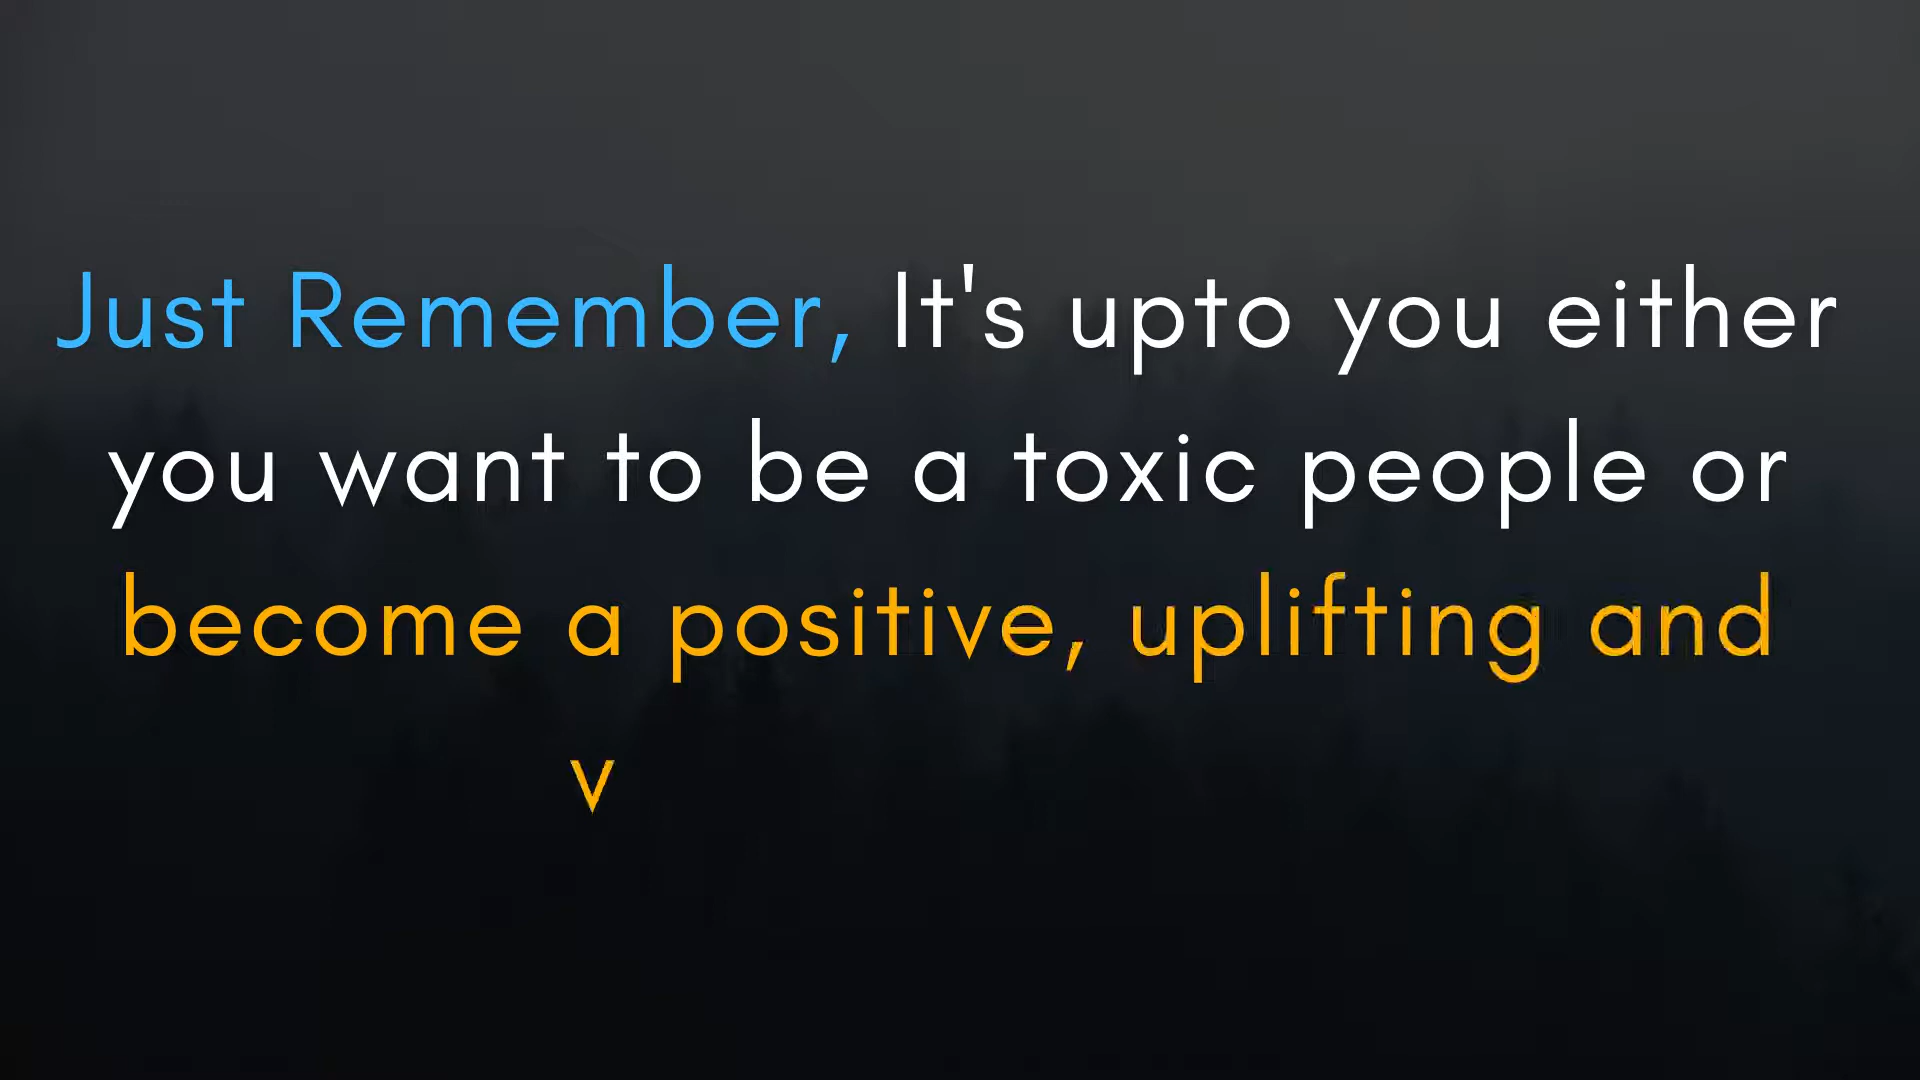 Just Remember, It's upto you either
you want to be a toxic people or
become a positive, uplifting and
v